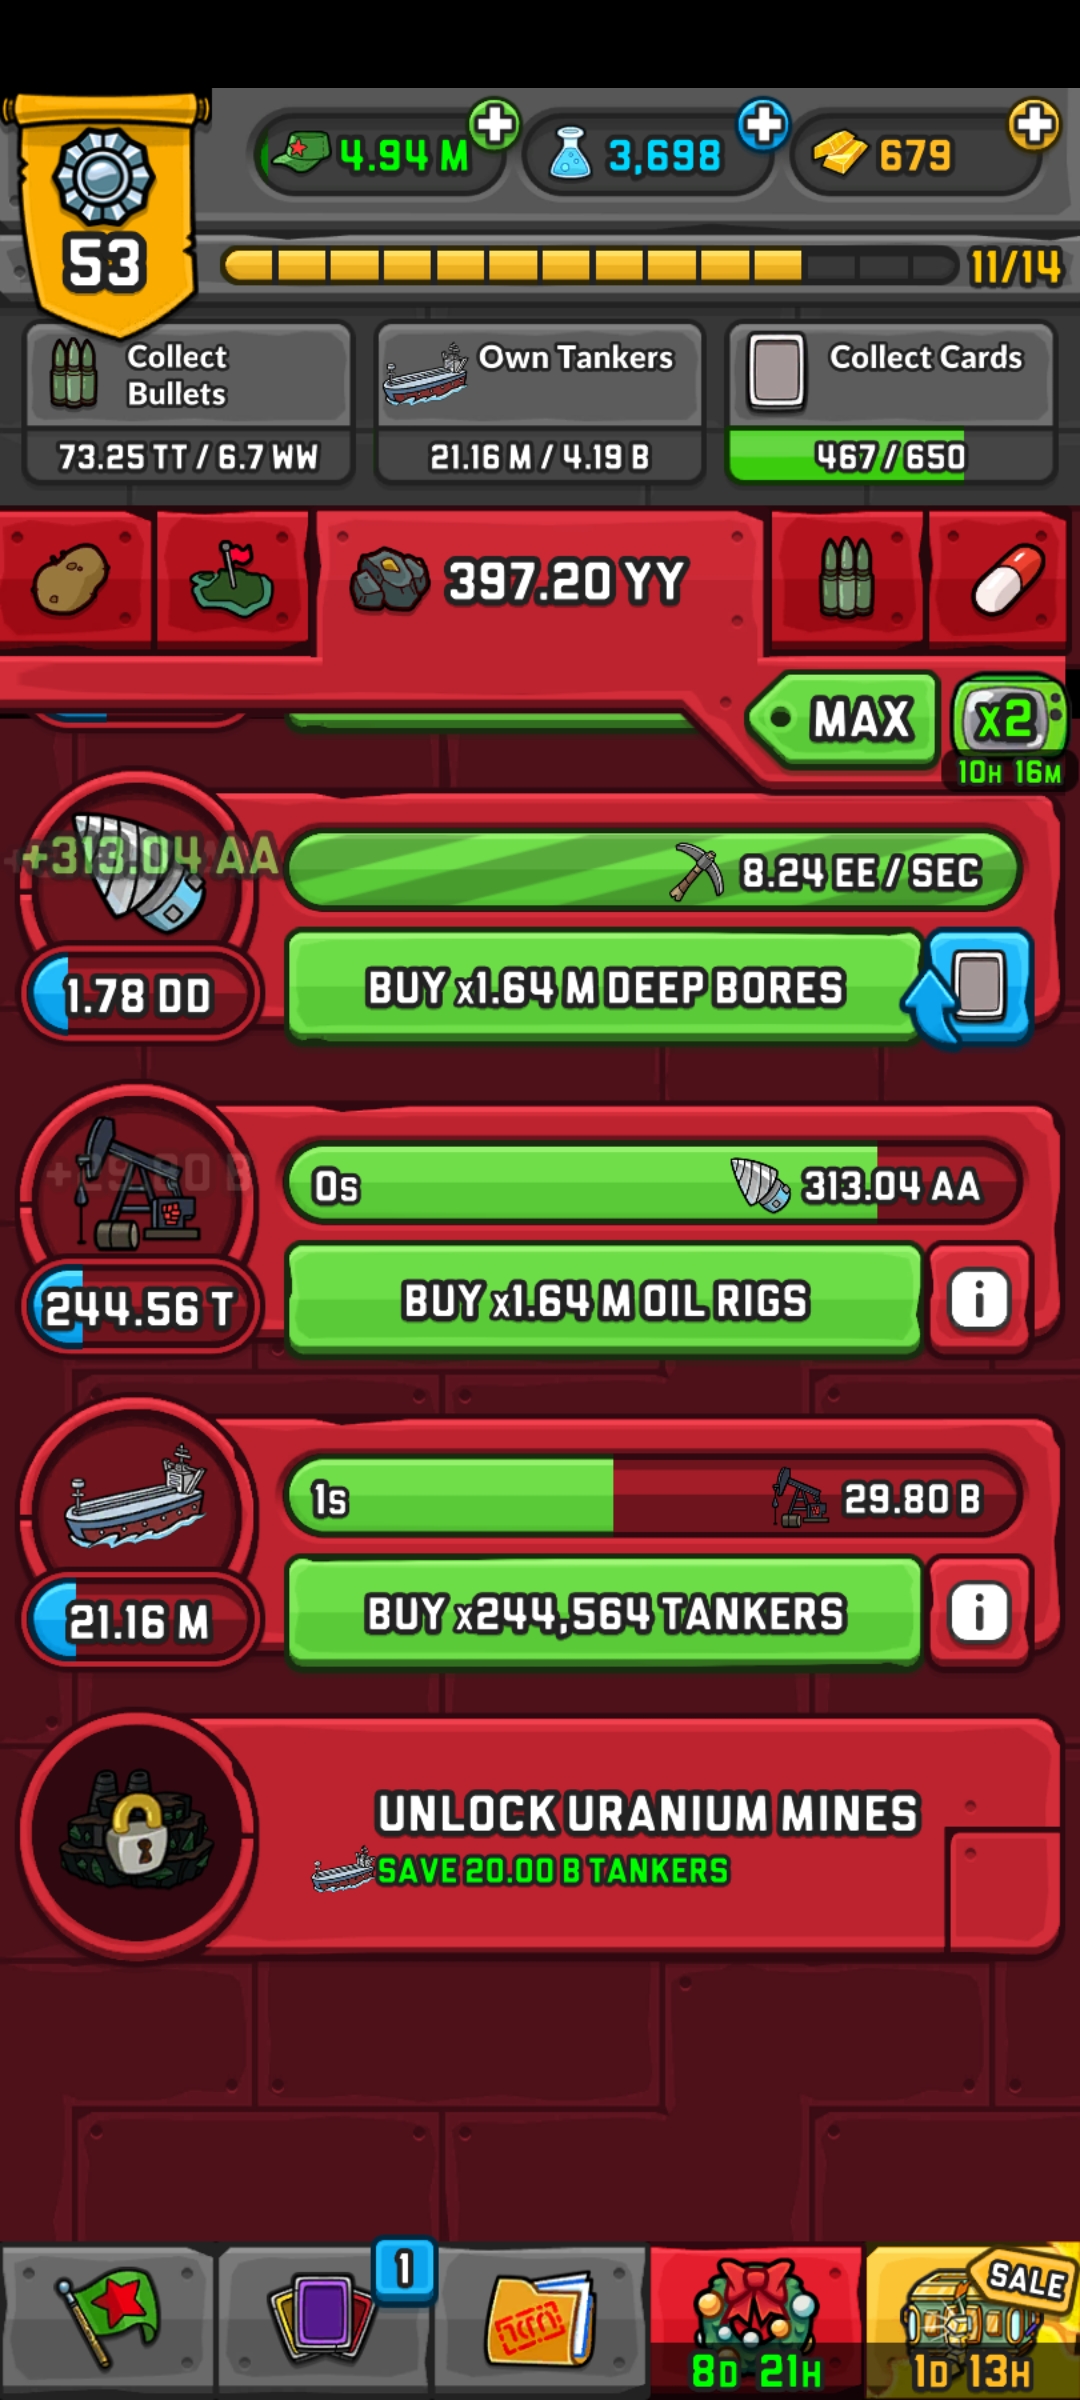 4.94 M
3,698
679
53
11/14
Collect
Bullets
Own Tankers
Collect Cards
73.25 TT / 6.7 WW
21.16 M / 4.19 B
467/650
397.20 YY
MAX
x2
10H 16M
+313.04 AA
8.24 EE / SEC
1.78 DD
BUY x1.64 M DEEP BORES
+29.80 B
0s
313.04 AA
244.56 T
BUY x1.64 M OIL RIGS
i
1s
29.80 B
21.16 M
BUY x244,564 TANKERS
i
UNLOCK URANIUM MINES
SAVE 20.00 B TANKERS
1
SALE
8D 21H
1D 13H